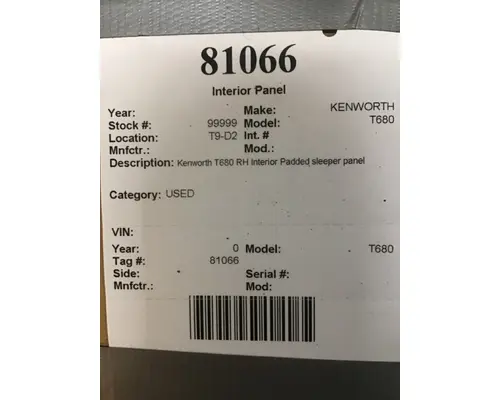 81066
Interior Panel
Year: Make: KENWORTH
Stock #: 99999 Model: T680
Location: T9-D2 Int. #
Mnfctr.: Mod.:
Description: Kenworth T680 RH Interior Padded sleeper panel
Category: USED
VIN:
Year: 0 Model: T680
Tag #: 81066
Side: Serial #:
Mnfctr.: Mod: